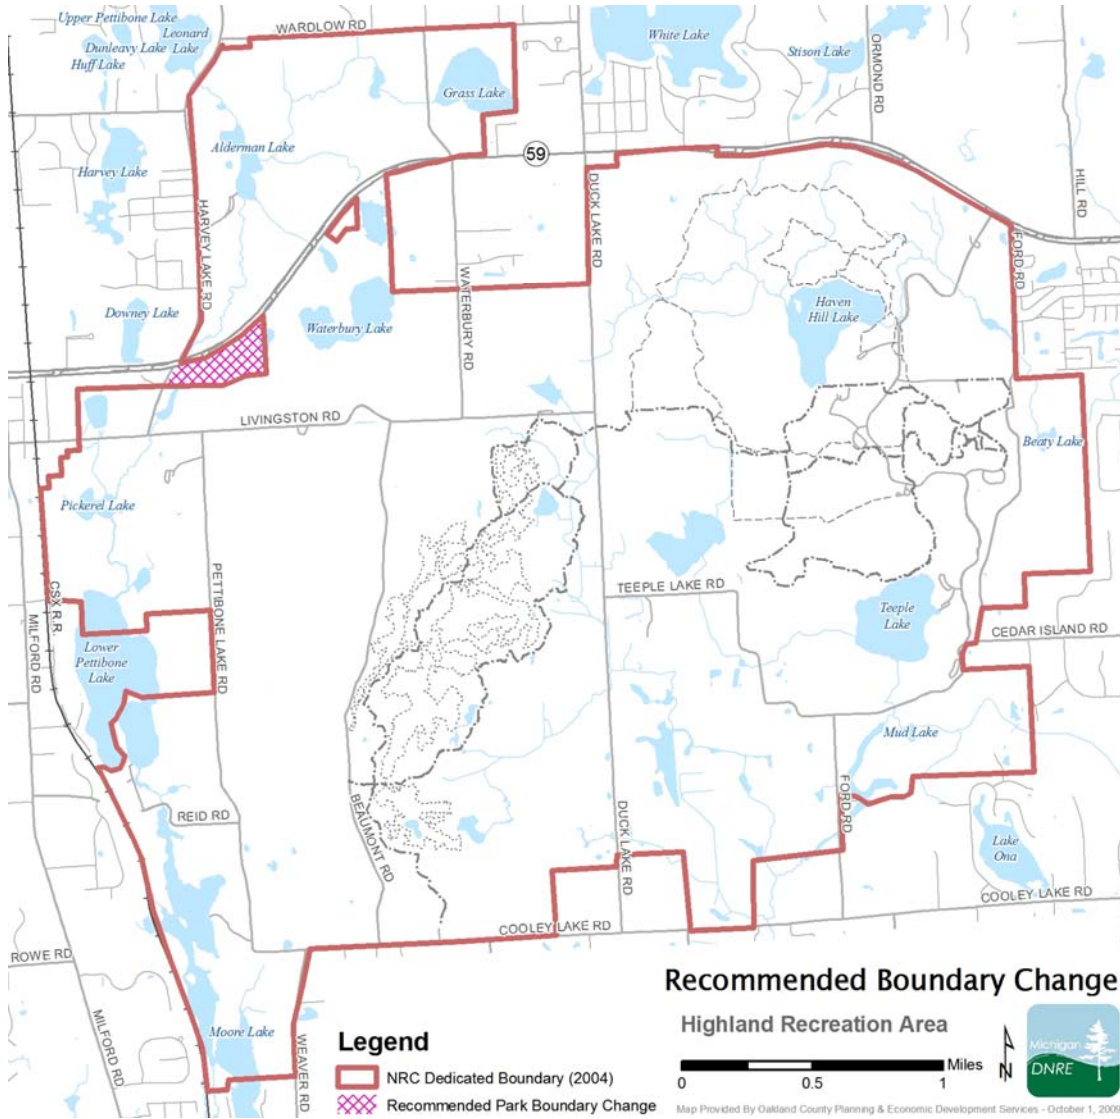 WARDLOW RD
Upper Pettibone Lake
Leonard
Lake
Dunleavy Lake
Huff Lake
White Lake
Stison Lake
ORMOND RD
Grass Lake
Alderman Lake
Harvey Lake
59
HARVEY LAKE RD
DUCK LAKE RD
HILL RD
FORD RD
WATERBURY RD
Haven
Hill Lake
Downey Lake
Waterbury Lake
LIVINGSTON RD
Beaty Lake
Pickerel Lake
CSX R.R.
MILFORD RD
PETTIBONE LAKE RD
TEEPLE LAKE RD
Teeple
Lake
CEDAR ISLAND RD
Lower
Pettibone
Lake
Mud Lake
REID RD
BEAUMONT RD
DUCK LAKE RD
FORD RD
Lake
Ona
COOLEY LAKE RD
COOLEY LAKE RD
ROWE RD
MILFORD RD
Moore Lake
WEAVER RD
Recommended Boundary Change
Highland Recreation Area
Miles
0 0.5 1
N
Michigan
DNRE
Legend
NRC Dedicated Boundary (2004)
Recommended Park Boundary Change
Map Provided By Oakland County Planning & Economic Development Services October 1,